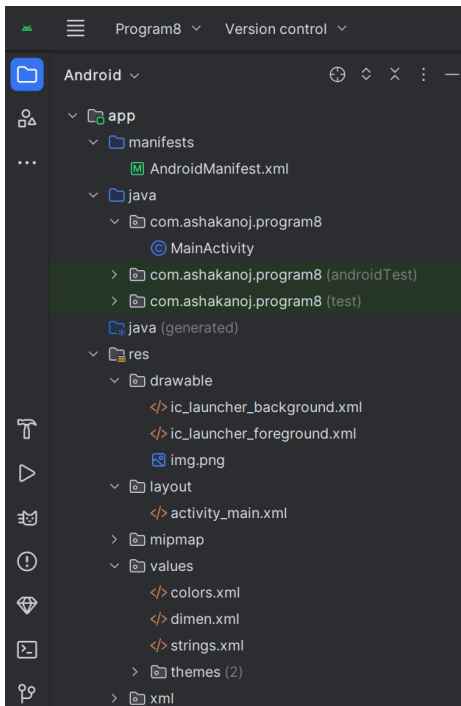 Program8 Version control
Android
app
manifests
M AndroidManifest.xml
java
com.ashakanoj.program8
C MainActivity
com.ashakanoj.program8 (androidTest)
com.ashakanoj.program8 (test)
java (generated)
res
drawable
</> ic_launcher_background.xml
</> ic_launcher_foreground.xml
img.png
layout
</> activity_main.xml
mipmap
values
</> colors.xml
</> dimen.xml
</> strings.xml
themes (2)
xml